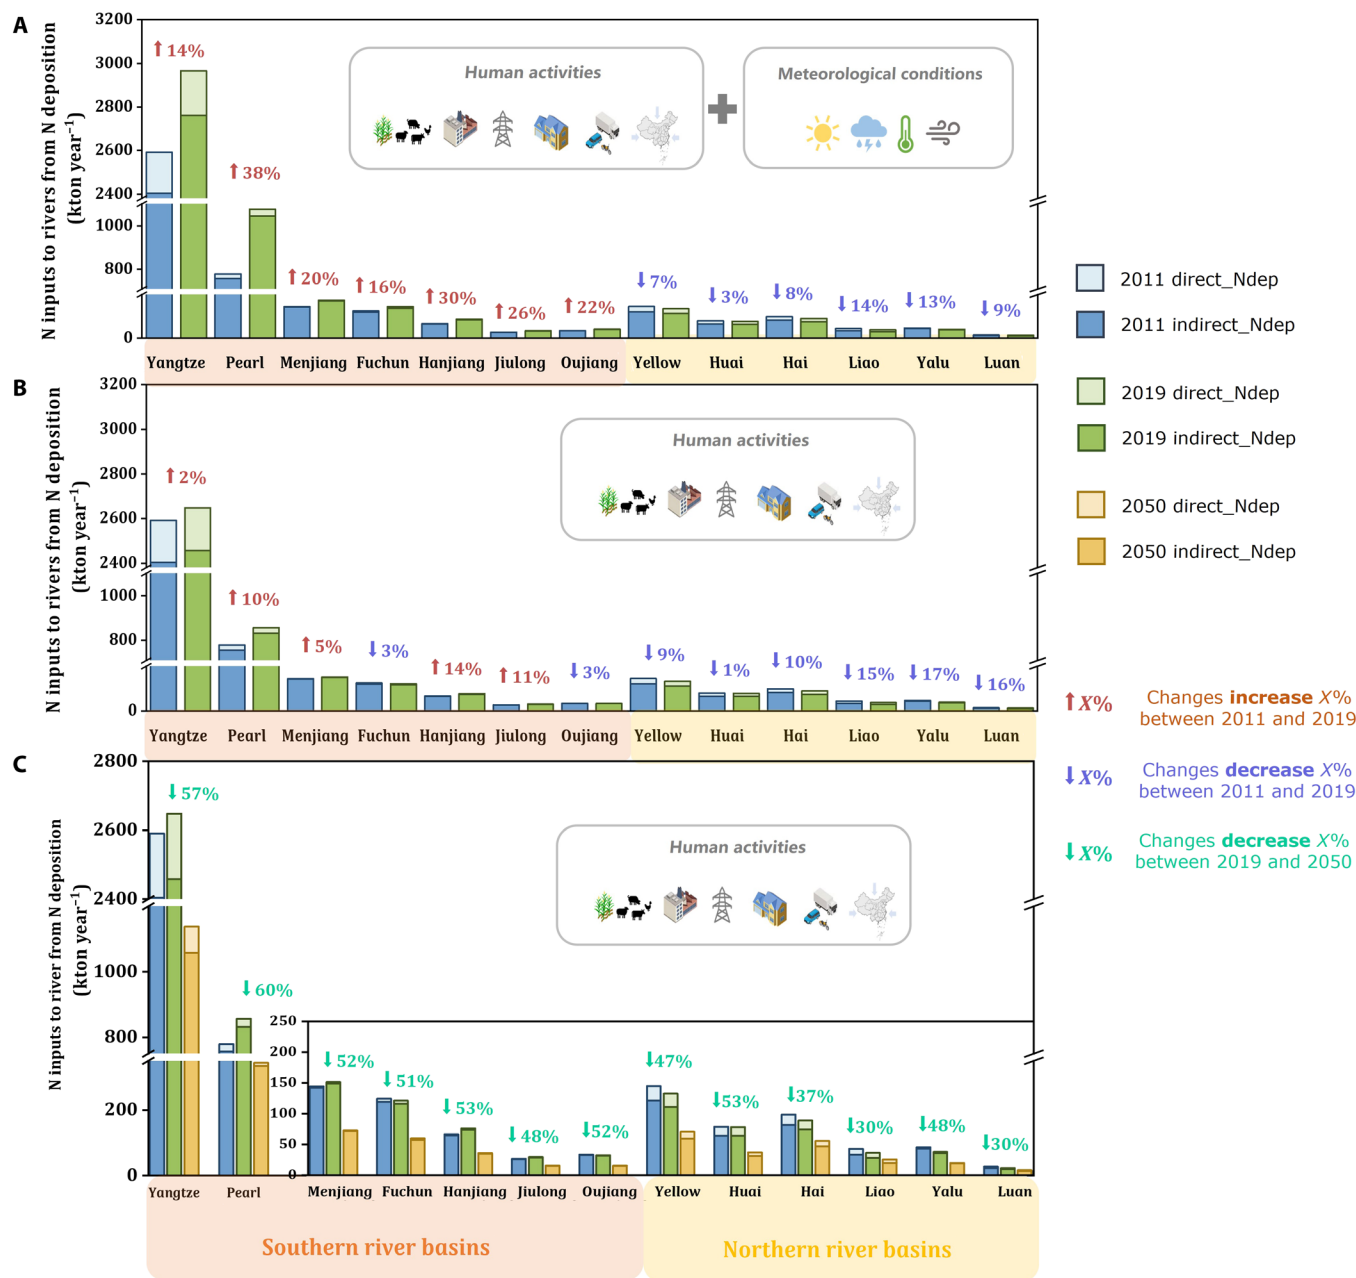 A
N inputs to rivers from N deposition
(kton year⁻¹)
3200
3000
2800
2600
2400
1000
800
0
Human activities
Meteorological conditions
14%
38%
20%
16%
30%
26%
22%
7%
3%
8%
14%
13%
9%
Yangtze Pearl Menjiang Fuchun Hanjiang Jiulong Oujiang Yellow Huai Hai Liao Yalu Luan
B
N inputs to rivers from N deposition
(kton year⁻¹)
3200
3000
2800
2600
2400
1000
800
0
Human activities
2%
10%
5%
3%
14%
11%
3%
9%
1%
10%
15%
17%
16%
Yangtze Pearl Menjiang Fuchun Hanjiang Jiulong Oujiang Yellow Huai Hai Liao Yalu Luan
C
N inputs to river from N deposition
(kton year⁻¹)
2800
2600
2400
1000
800
200
0
Human activities
57%
60%
250
200
150
100
50
0
52%
51%
53%
48%
52%
47%
53%
37%
30%
48%
30%
Yangtze Pearl Menjiang Fuchun Hanjiang Jiulong Oujiang Yellow Huai Hai Liao Yalu Luan
Southern river basins
Northern river basins
2011 direct_Ndep
2011 indirect_Ndep
2019 direct_Ndep
2019 indirect_Ndep
2050 direct_Ndep
2050 indirect_Ndep
X% Changes increase X%
between 2011 and 2019
X% Changes decrease X%
between 2011 and 2019
X% Changes decrease X%
between 2019 and 2050